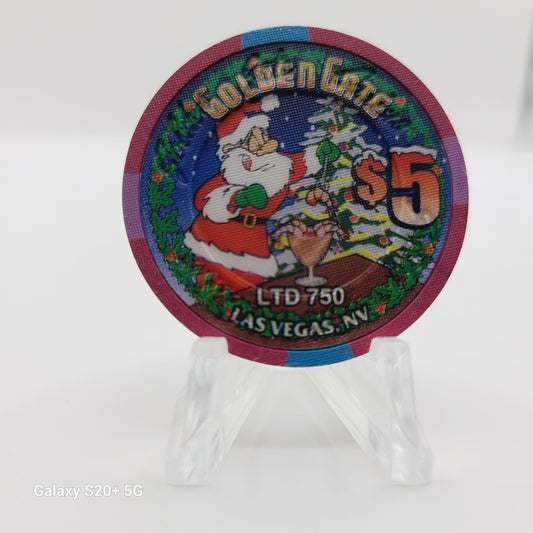 GOLDEN GATE
$5
LTD 750
LAS VEGAS, NV
Galaxy S20+ 5G